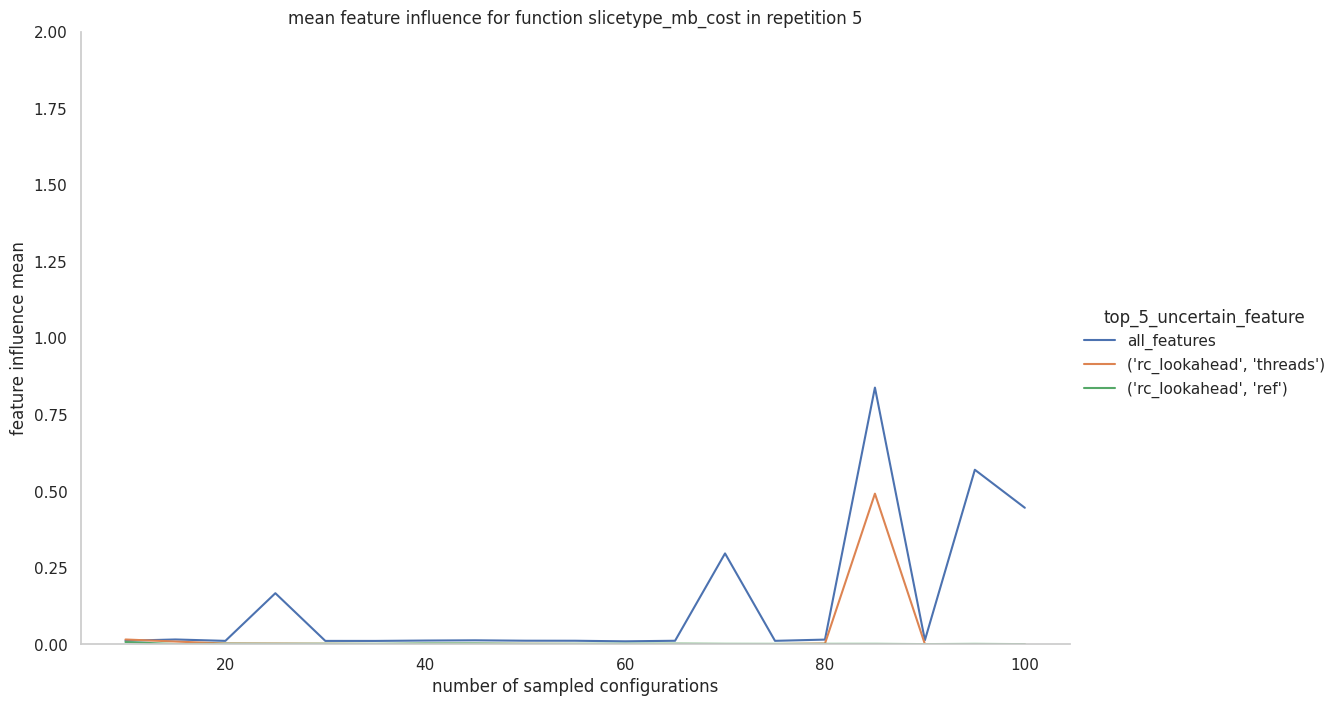 mean feature influence for function slicetype_mb_cost in repetition 5
2.00
1.75
1.50
1.25
1.00
0.75
0.50
0.25
0.00
feature influence mean
20
40
60
80
100
number of sampled configurations
top_5_uncertain_feature
all_features
('rc_lookahead', 'threads')
('rc_lookahead', 'ref')